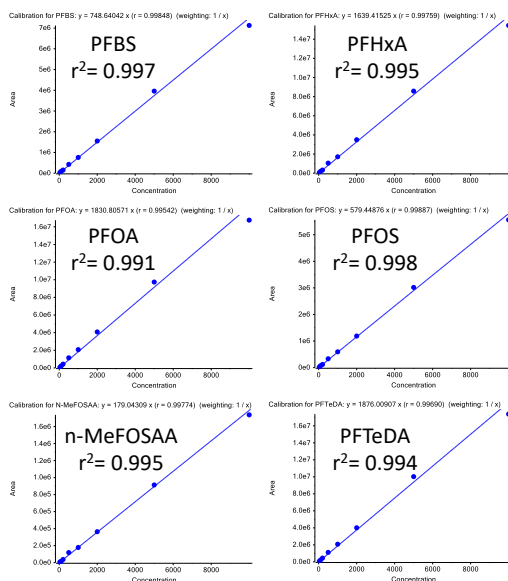 Calibration for PFBS: y = 748.64042 x (r = 0.99848) (weighting: 1 / x)
7e6
6e6
5e6
4e6
3e6
2e6
1e6
0e0
Area
PFBS
r²= 0.997
2000 4000 6000 8000
Concentration
Calibration for PFHxA: y = 1639.41525 x (r = 0.99759) (weighting: 1 / x)
1.4e7
1.2e7
1.0e7
8.0e6
6.0e6
4.0e6
2.0e6
0.0e0
Area
PFHxA
r²= 0.995
2000 4000 6000 8000
Concentration
Calibration for PFOA: y = 1830.80571 x (r = 0.99542) (weighting: 1 / x)
1.6e7
1.4e7
1.2e7
1.0e7
8.0e6
6.0e6
4.0e6
2.0e6
0.0e0
Area
PFOA
r²= 0.991
2000 4000 6000 8000
Concentration
Calibration for PFOS: y = 579.44876 x (r = 0.99887) (weighting: 1 / x)
5e6
4e6
3e6
2e6
1e6
0e0
Area
PFOS
r²= 0.998
2000 4000 6000 8000
Concentration
Calibration for N-MeFOSAA: y = 179.04309 x (r = 0.99774) (weighting: 1 / x)
1.6e6
1.4e6
1.2e6
1.0e6
8.0e5
6.0e5
4.0e5
2.0e5
0.0e0
Area
n-MeFOSAA
r²= 0.995
2000 4000 6000 8000
Concentration
Calibration for PFTeDA: y = 1876.00907 x (r = 0.99690) (weighting: 1 / x)
1.6e7
1.4e7
1.2e7
1.0e7
8.0e6
6.0e6
4.0e6
2.0e6
0.0e0
Area
PFTeDA
r²= 0.994
2000 4000 6000 8000
Concentration